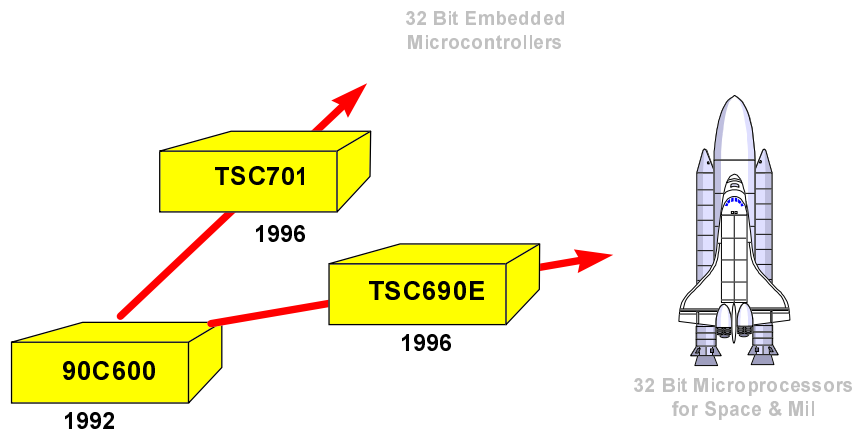 32 Bit Embedded
Microcontrollers
TSC701
1996
TSC690E
1996
90C600
1992
32 Bit Microprocessors
for Space & Mil